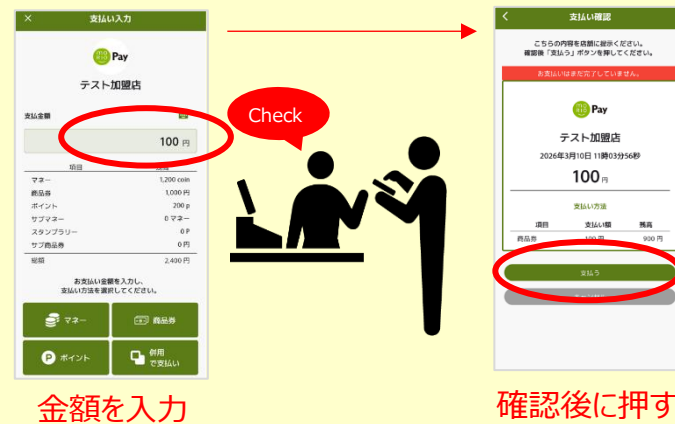 支払い入力
Pay
テスト加盟店
支払金額
100 円
項目
マネー 1,200 coin
商品券 1,000 円
ポイント 200 p
サブマネー 0 マネー
スタンプラリー 0 P
サブ商品券 0 円
総額 2,400 円
お支払い金額を入力し、
支払い方法を選択してください。
マネー
商品券
ポイント
併用
で支払い
金額を入力
Check
支払い確認
こちらの内容を店舗に提示ください。
確認後「支払う」ボタンを押してください。
お支払いはまだ完了していません。
Pay
テスト加盟店
2026年3月10日 11時03分56秒
100 円
支払い方法
項目 支払い額 残高
商品券 100 円 900 円
支払う
確認後に押す